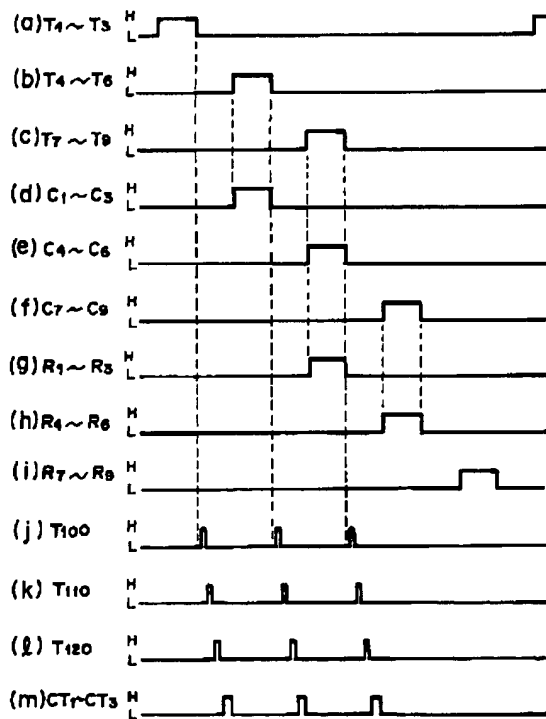 (a) T1~T3 H
L
(b) T4~T6 H
L
(c) T7~T9 H
L
(d) C1~C3 H
L
(e) C4~C6 H
L
(f) C7~C9 H
L
(g) R1~R3 H
L
(h) R4~R6 H
L
(i) R7~R9 H
L
(j) T100 H
L
(k) T110 H
L
(ℓ) T120 H
L
(m) CT1~CT3 H
L